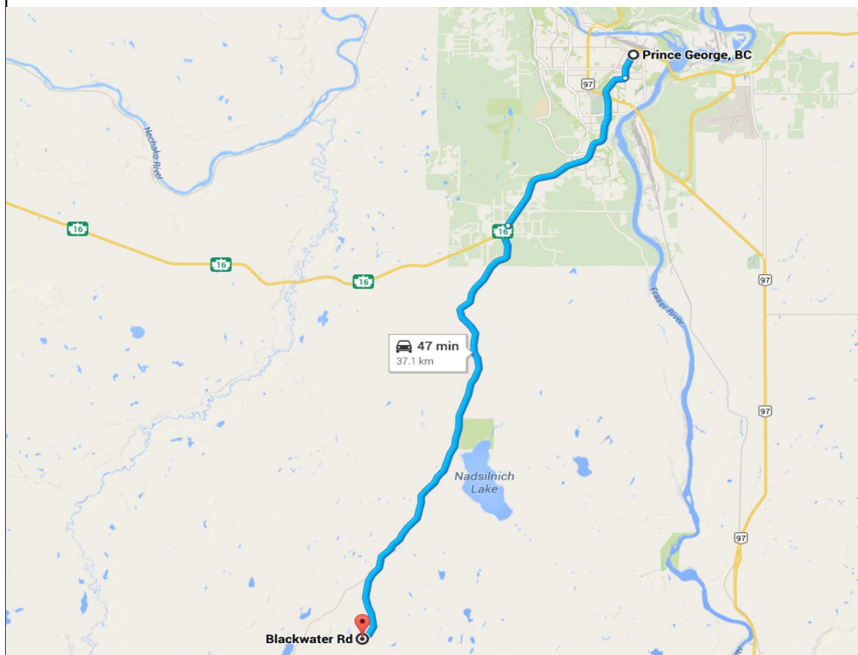 Prince George, BC
97
Nechako River
16
16
16
16
97
Fraser River
47 min
37.1 km
97
Nadsilnich
Lake
97
Blackwater Rd